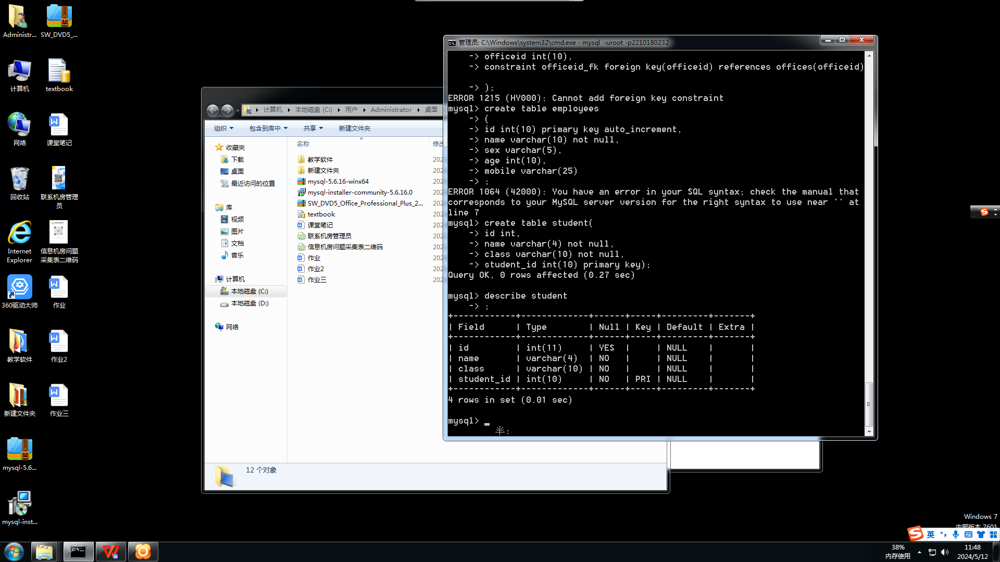 Administr...
SW_DVD5_...
计算机
textbook
网络
课堂笔记
回收站
联系机房管理
员
Internet
Explorer
信息机房问题
采集表二维码
360驱动大师
作业
教学软件
作业2
新建文件夹
作业三
mysql-5.6...
mysql-inst...
计算机
本地磁盘 (C:)
用户
Administrator
桌面
组织
包含到库中
共享
新建文件夹
收藏夹
下载
桌面
最近访问的位置
库
视频
图片
文档
音乐
计算机
本地磁盘 (C:)
本地磁盘 (D:)
网络
名称
修改
教学软件
202
新建文件夹
202
mysql-5.6.16-winx64
202
mysql-installer-community-5.6.16.0
202
SW_DVD5_Office_Professional_Plus_2...
202
textbook
202
课堂笔记
202
联系机房管理员
202
信息机房问题采集表二维码
202
作业
202
作业2
202
作业三
202
12 个对象
管理员: C:\Windows\system32\cmd.exe - mysql  -uroot -p2210180232
-> officeid int(10),
-> constraint officeid_fk foreign key(officeid) references offices(officeid)
-> );
ERROR 1215 (HY000): Cannot add foreign key constraint
mysql> create table employees
-> (
-> id int(10) primary key auto_increment,
-> name varchar(10) not null,
-> sex varchar(5),
-> age int(10),
-> mobile varchar(25)
-> ;
ERROR 1064 (42000): You have an error in your SQL syntax; check the manual that
corresponds to your MySQL server version for the right syntax to use near '' at
line 7
mysql> create table student(
-> id int,
-> name varchar(4) not null,
-> class varchar(10) not null,
-> student_id int(10) primary key);
Query OK, 0 rows affected (0.27 sec)
mysql> describe student
-> ;
+------------+-------------+------+-----+---------+-------+
| Field      | Type        | Null | Key | Default | Extra |
+------------+-------------+------+-----+---------+-------+
| id         | int(11)     | YES  |     | NULL    |       |
| name       | varchar(4)  | NO   |     | NULL    |       |
| class      | varchar(10) | NO   |     | NULL    |       |
| student_id | int(10)     | NO   | PRI | NULL    |       |
+------------+-------------+------+-----+---------+-------+
4 rows in set (0.01 sec)
mysql> _
半:
Windows 7
内部版本 7601
英
38%
内存使用
11:48
2024/5/12